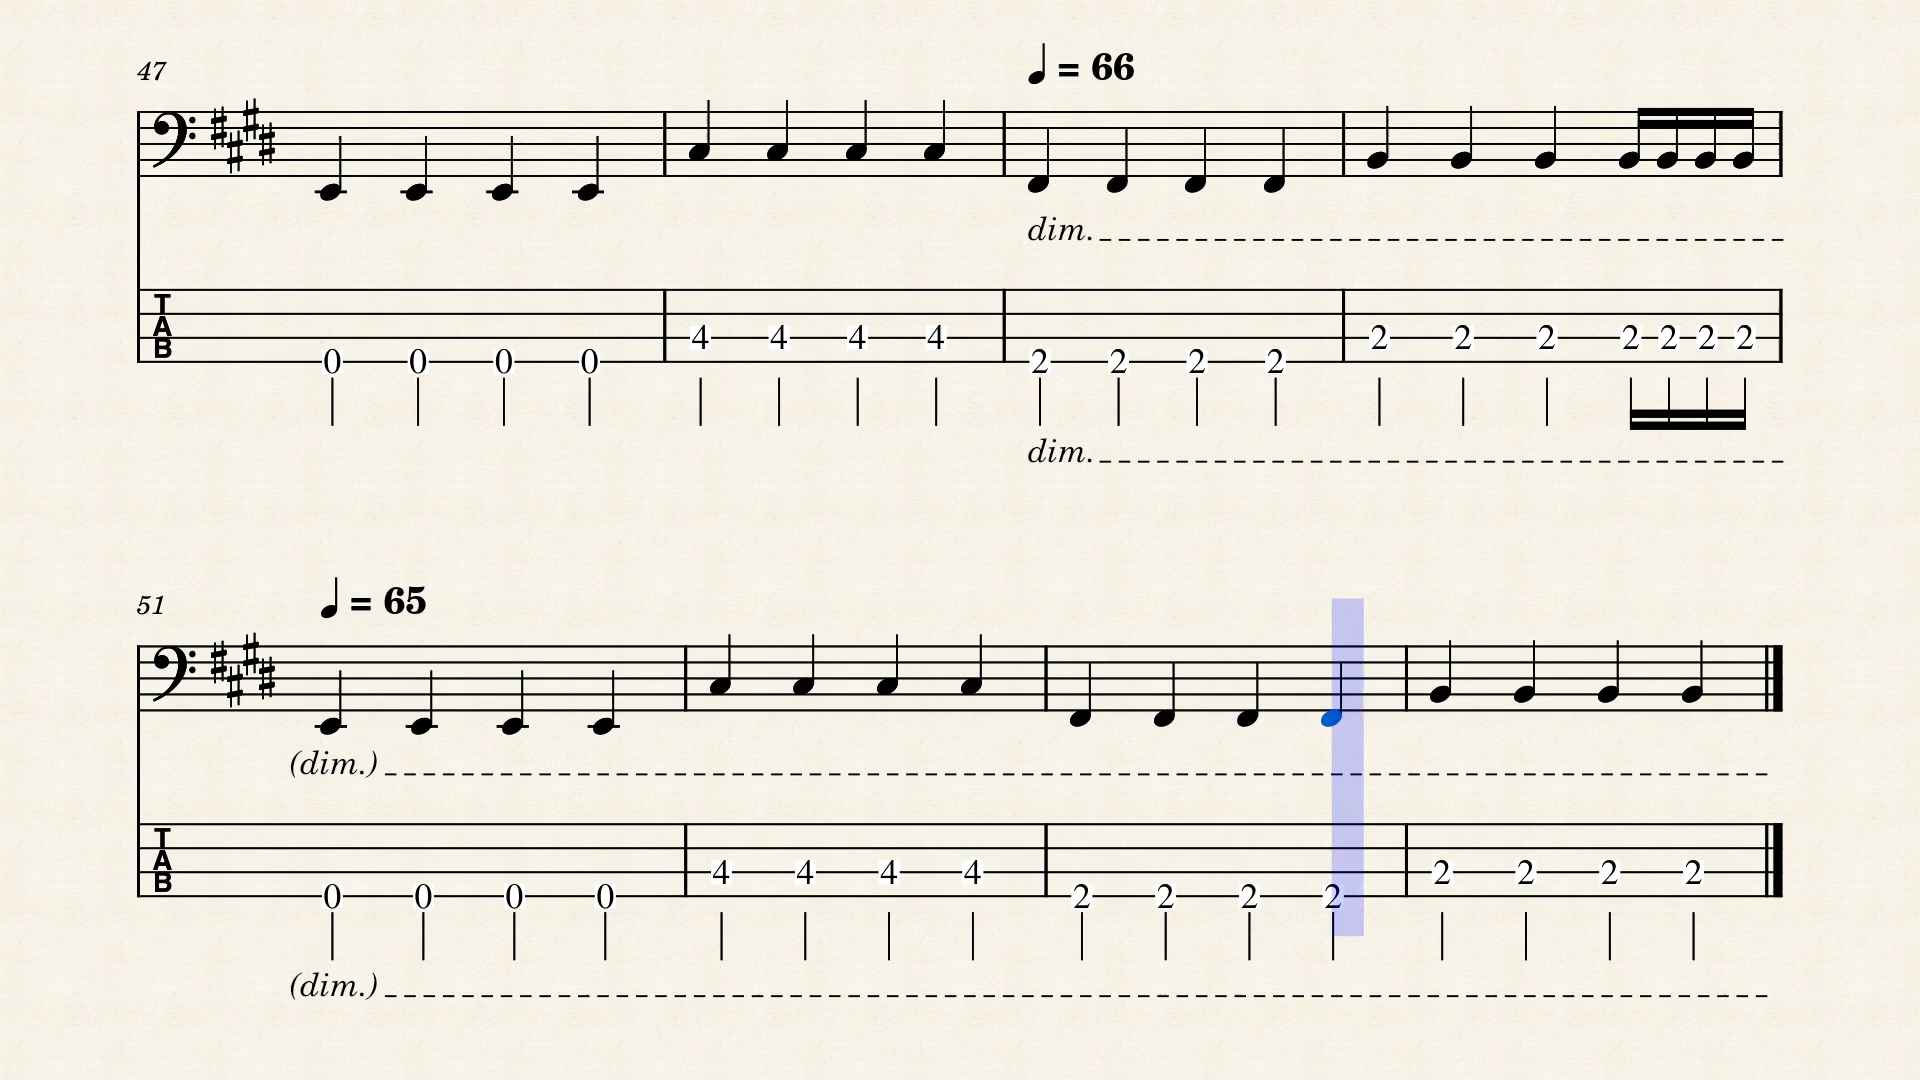 47
♩ = 66
dim.
T
A
B
0 0 0 0 4 4 4 4 2 2 2 2 2 2 2 2 2 2 2
dim.
51
♩ = 65
(dim.)
T
A
B
0 0 0 0 4 4 4 4 2 2 2 2 2 2 2 2
(dim.)